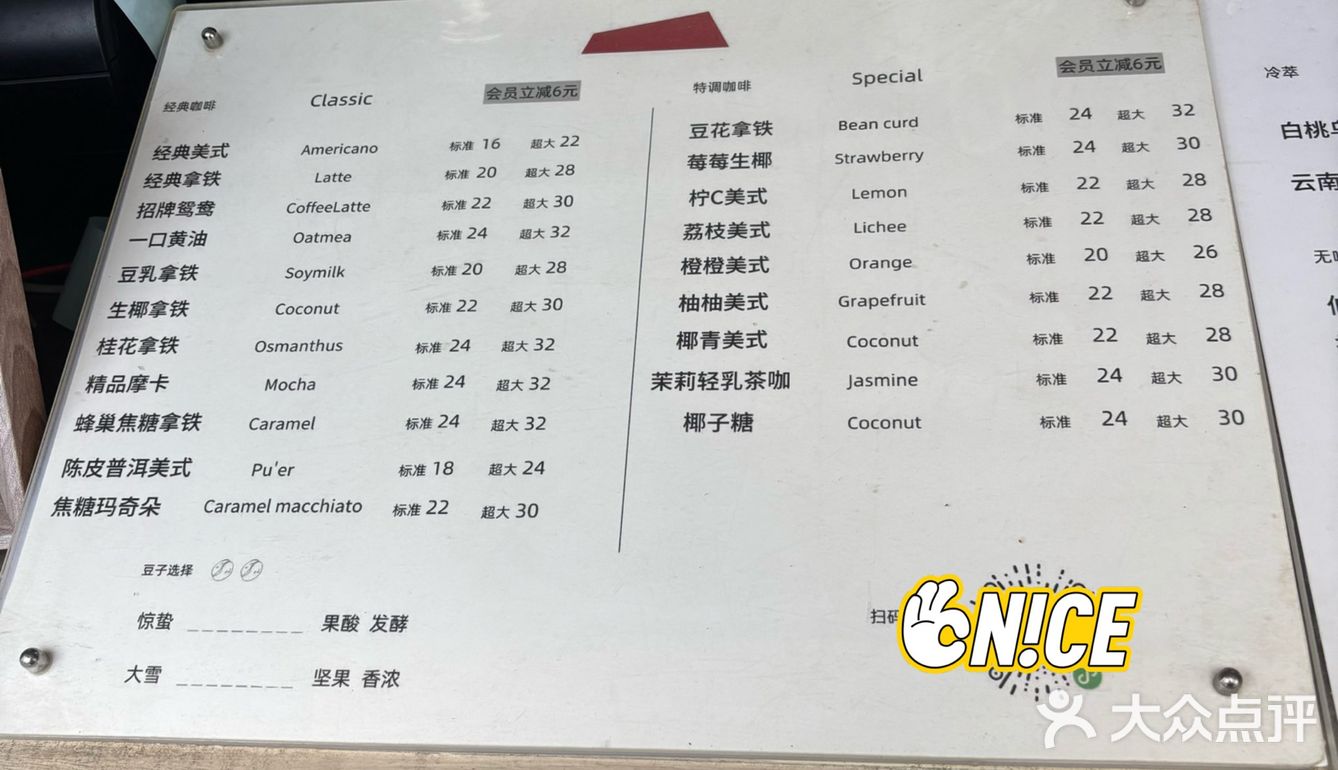 经典咖啡 Classic 会员立减6元
经典美式 Americano 标准 16 超大 22
经典拿铁 Latte 标准 20 超大 28
招牌鸳鸯 CoffeeLatte 标准 22 超大 30
一口黄油 Oatmea 标准 24 超大 32
豆乳拿铁 Soymilk 标准 20 超大 28
生椰拿铁 Coconut 标准 22 超大 30
桂花拿铁 Osmanthus 标准 24 超大 32
精品摩卡 Mocha 标准 24 超大 32
蜂巢焦糖拿铁 Caramel 标准 24 超大 32
陈皮普洱美式 Pu'er 标准 18 超大 24
焦糖玛奇朵 Caramel macchiato 标准 22 超大 30
豆子选择
惊蛰 _ _ _ _ _ _ _ _ 果酸 发酵
大雪 _ _ _ _ _ _ _ _ 坚果 香浓
特调咖啡 Special 会员立减6元
豆花拿铁 Bean curd 标准 24 超大 32
莓莓生椰 Strawberry 标准 24 超大 30
柠C美式 Lemon 标准 22 超大 28
荔枝美式 Lichee 标准 22 超大 28
橙橙美式 Orange 标准 20 超大 26
柚柚美式 Grapefruit 标准 22 超大 28
椰青美式 Coconut 标准 22 超大 28
茉莉轻乳茶咖 Jasmine 标准 24 超大 30
椰子糖 Coconut 标准 24 超大 30
扫码
N!CE
冷萃
白桃
云南
大众点评